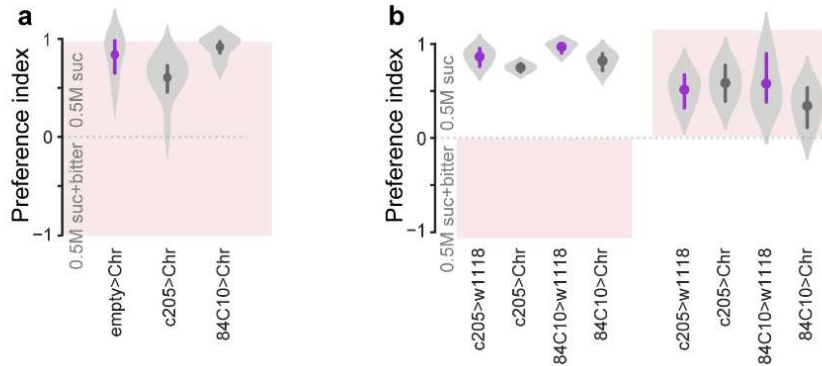 a
Preference index
0.5M suc+bitter 0.5M suc
1
0
−1
empty>Chr
c205>Chr
84C10>Chr
b
Preference index
0.5M suc+bitter 0.5M suc
1
0
−1
c205>w1118
c205>Chr
84C10>w1118
84C10>Chr
c205>w1118
c205>Chr
84C10>w1118
84C10>Chr